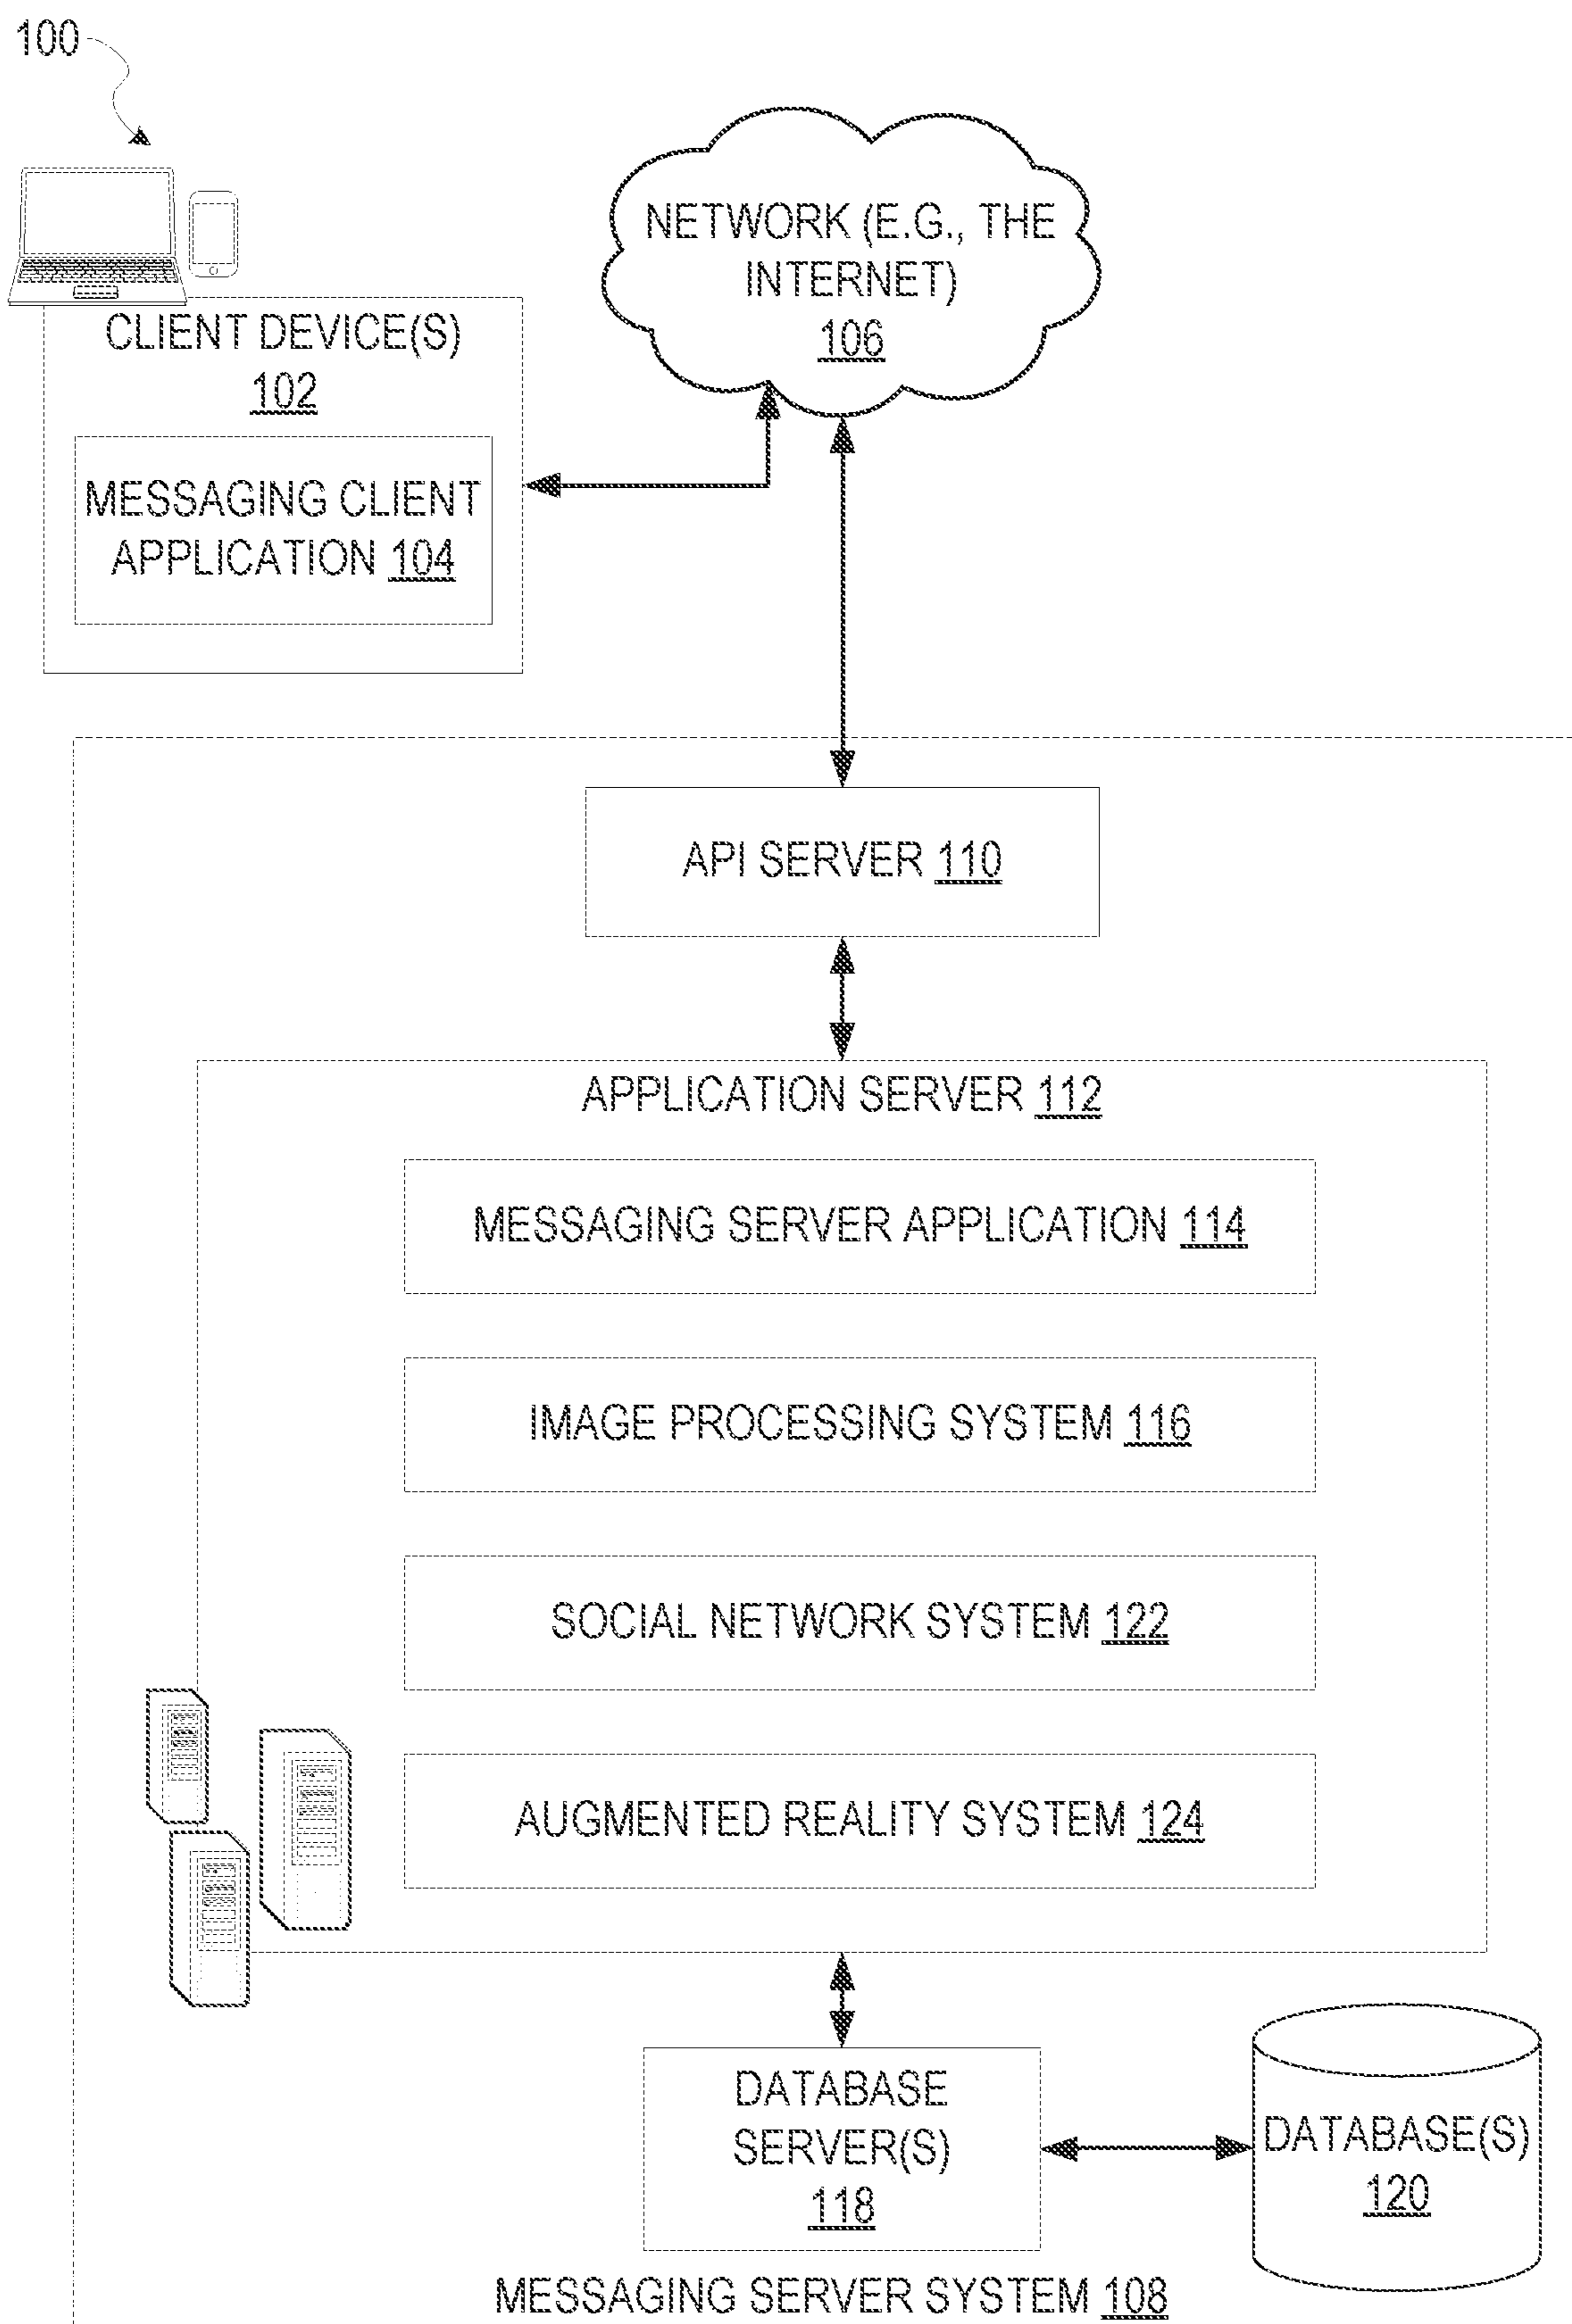 100
NETWORK (E.G., THE
INTERNET)
106
CLIENT DEVICE(S)
102
MESSAGING CLIENT
APPLICATION 104
API SERVER 110
APPLICATION SERVER 112
MESSAGING SERVER APPLICATION 114
IMAGE PROCESSING SYSTEM 116
SOCIAL NETWORK SYSTEM 122
AUGMENTED REALITY SYSTEM 124
DATABASE
SERVER(S)
118
DATABASE(S)
120
MESSAGING SERVER SYSTEM 108